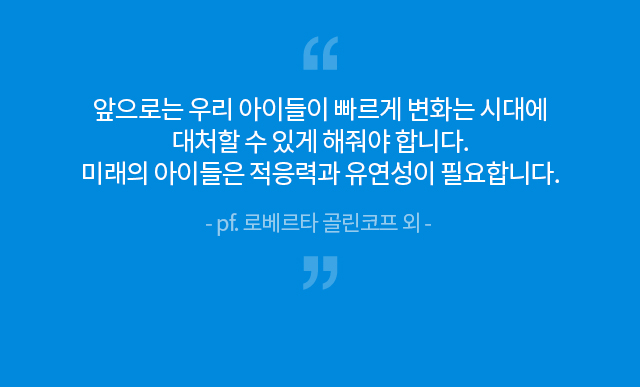 “
앞으로는 우리 아이들이 빠르게 변화는 시대에
대처할 수 있게 해줘야 합니다.
미래의 아이들은 적응력과 유연성이 필요합니다.
- pf. 로베르타 골린코프 외 -
”